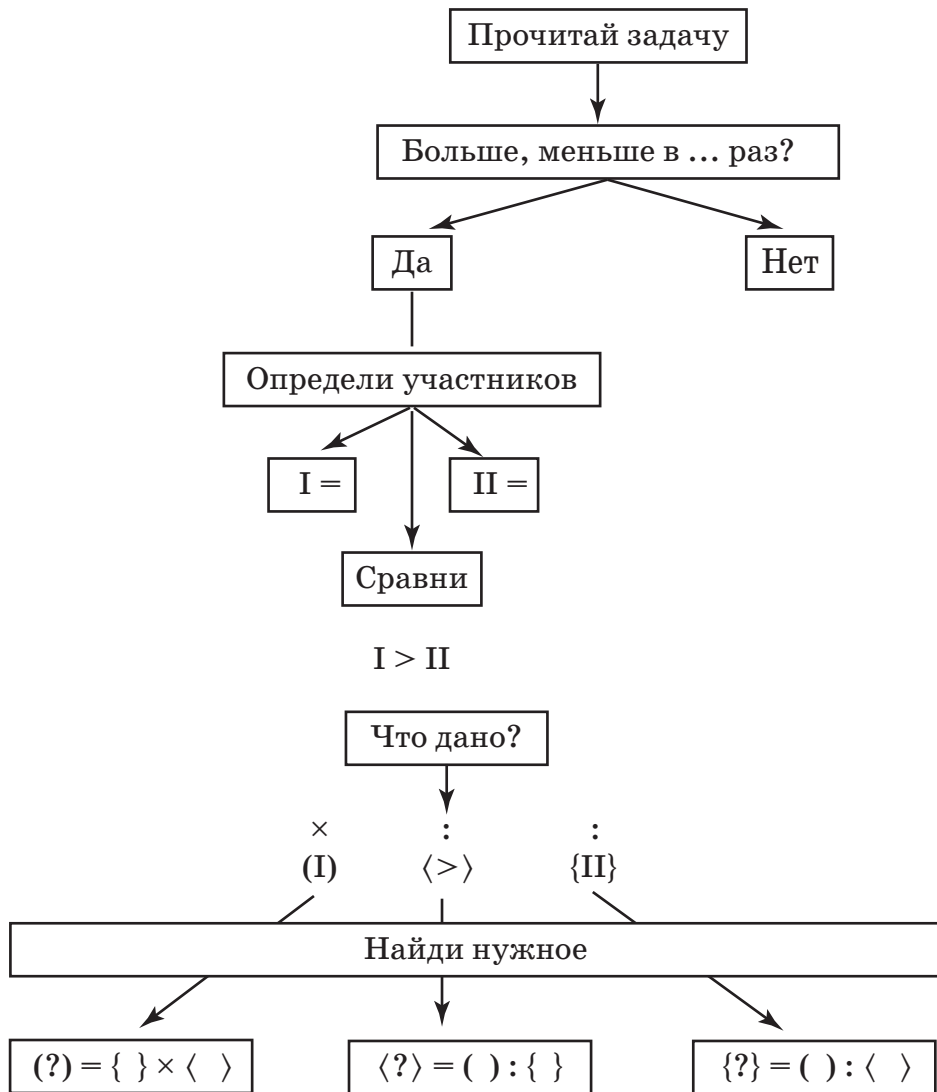 Прочитай задачу
Больше, меньше в ... раз?
Да Нет
Определи участников
I = II =
Сравни
I > II
Что дано?
× : :
(I) ⟨ > ⟩ {II}
Найди нужное
(?) = { } × ⟨ ⟩ ⟨?⟩ = ( ) : { } {?} = ( ) : ⟨ ⟩